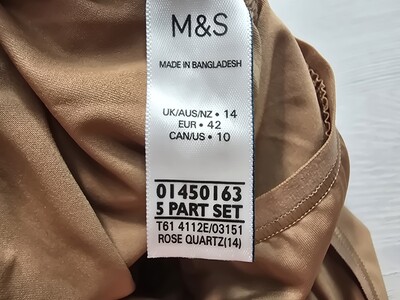 M&S
MADE IN BANGLADESH
UK/AUS/NZ • 14
EUR • 42
CAN/US • 10
01450163
5 PART SET
T61 4112E/03151
ROSE QUARTZ(14)